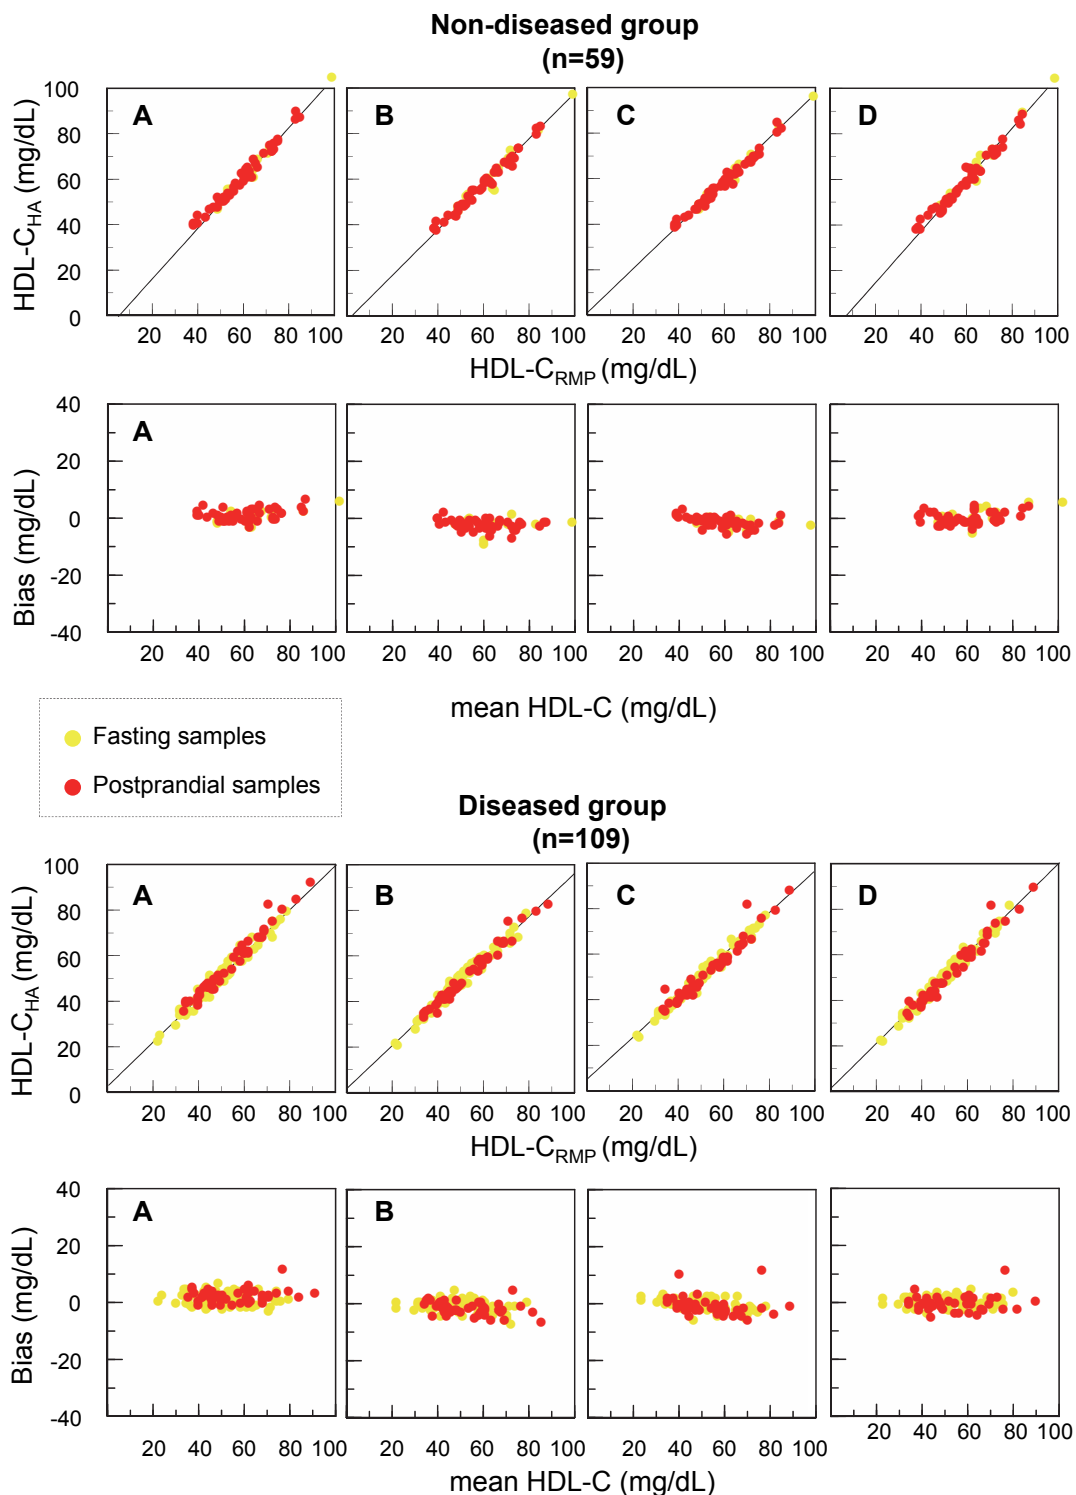 Non-diseased group
(n=59)
A B C D
HDL-C_HA (mg/dL)
100
80
60
40
20
0
20 40 60 80 100 20 40 60 80 100 20 40 60 80 100 20 40 60 80 100
HDL-C_RMP (mg/dL)
A
Bias (mg/dL)
40
20
0
-20
-40
20 40 60 80 100 20 40 60 80 100 20 40 60 80 100 20 40 60 80 100
mean HDL-C (mg/dL)
Fasting samples
Postprandial samples
Diseased group
(n=109)
A B C D
HDL-C_HA (mg/dL)
100
80
60
40
20
0
20 40 60 80 100 20 40 60 80 100 20 40 60 80 100 20 40 60 80 100
HDL-C_RMP (mg/dL)
A B
Bias (mg/dL)
40
20
0
-20
-40
20 40 60 80 100 20 40 60 80 100 20 40 60 80 100 20 40 60 80 100
mean HDL-C (mg/dL)